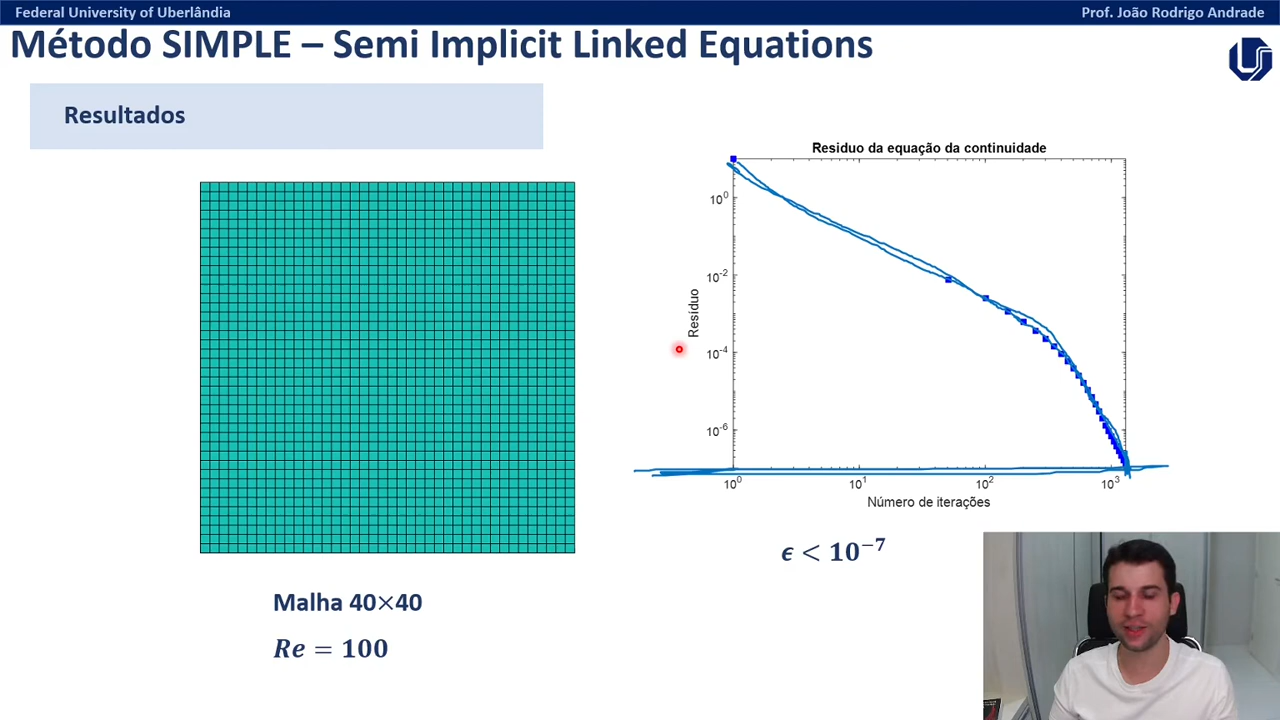 Federal University of Uberlândia
Prof. João Rodrigo Andrade
Método SIMPLE – Semi Implicit Linked Equations
Resultados
Residuo da equação da continuidade
10^0
10^-2
10^-4
10^-6
Resíduo
10^0
10^1
10^2
10^3
Número de iterações
ϵ < 10^−7
Malha 40×40
Re = 100